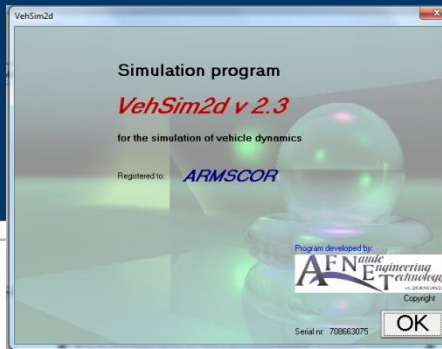 VehSim2d
Simulation program
VehSim2d v 2.3
for the simulation of vehicle dynamics
Registered to: ARMSCOR
Program developed by:
AFNaude Engineering Technology
Copyright
Serial nr: 708663075
OK